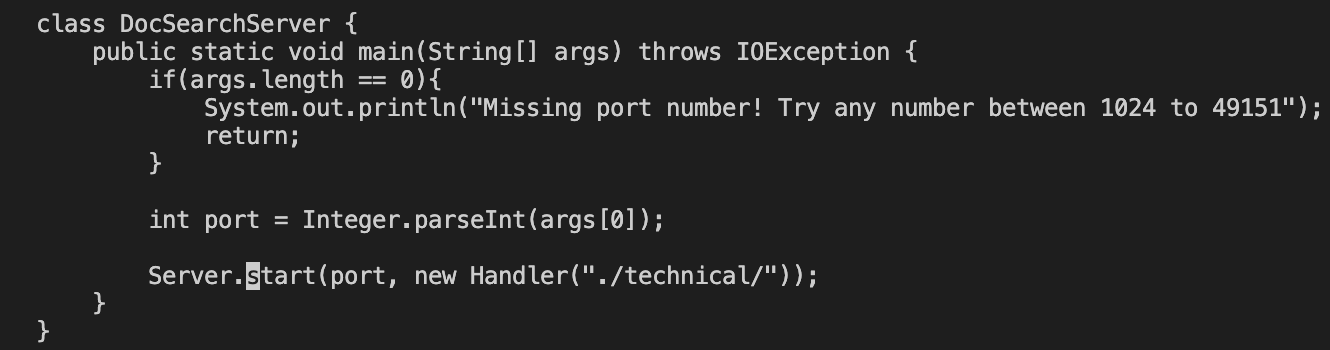 class DocSearchServer {
    public static void main(String[] args) throws IOException {
        if(args.length == 0){
            System.out.println("Missing port number! Try any number between 1024 to 49151");
            return;
        }

        int port = Integer.parseInt(args[0]);

        Server.start(port, new Handler("./technical/"));
    }
}